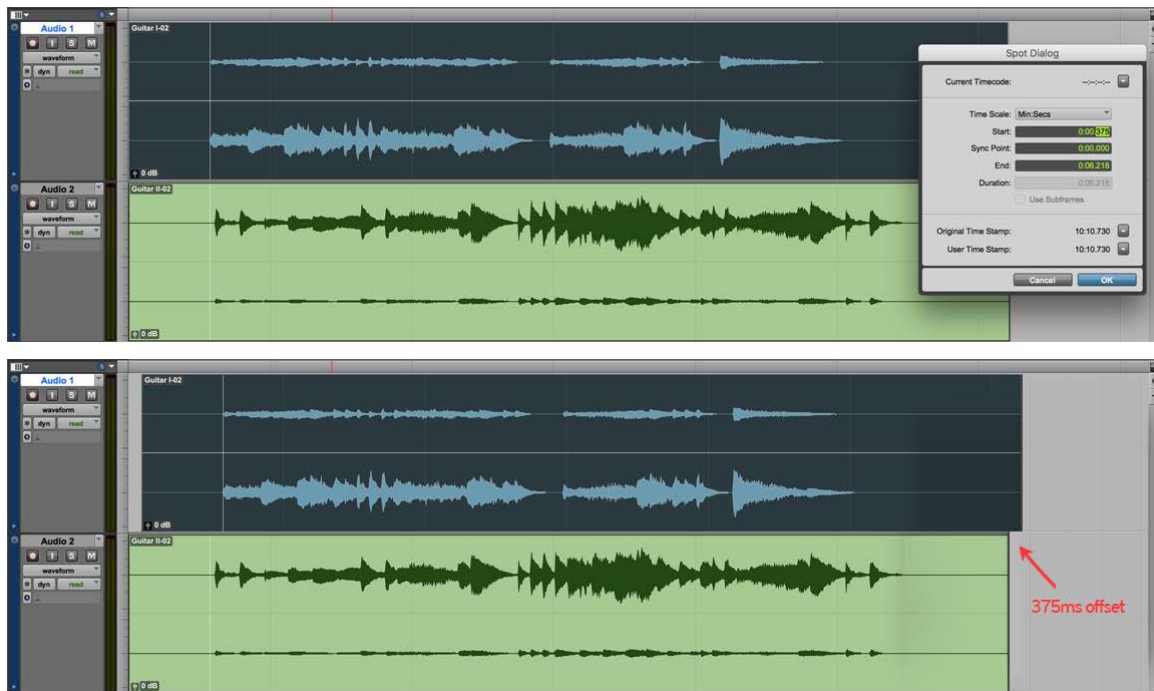 Audio 1
I S M
waveform
dyn read
Guitar I-02
0 dB
Audio 2
I S M
waveform
dyn read
Guitar II-02
0 dB
Spot Dialog
Current Timecode: --:--:--:--
Time Scale: Min:Secs
Start: 0:00.375
Sync Point: 0:00.000
End: 0:06.218
Duration: 0:06.218
Use Subframes
Original Time Stamp: 10:10.730
User Time Stamp: 10:10.730
Cancel OK
Audio 1
I S M
waveform
dyn read
Guitar I-02
0 dB
Audio 2
I S M
waveform
dyn read
Guitar II-02
0 dB
375ms offset